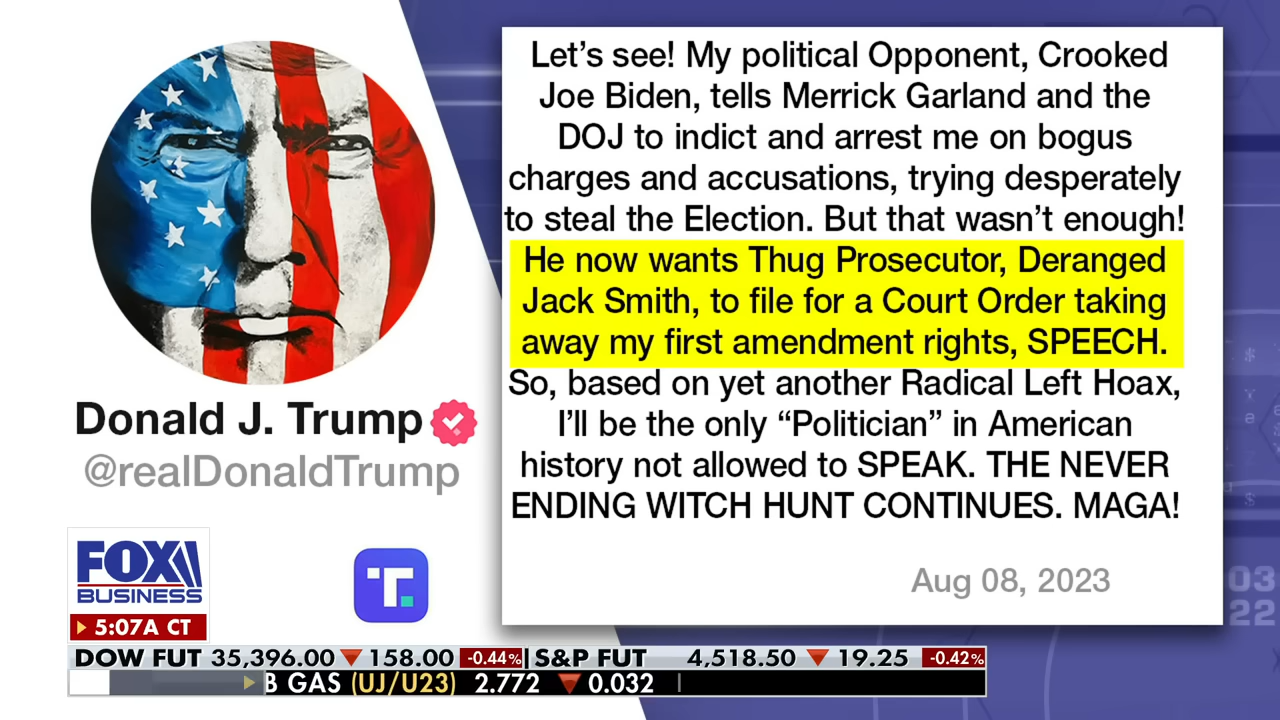 Let’s see! My political Opponent, Crooked
Joe Biden, tells Merrick Garland and the
DOJ to indict and arrest me on bogus
charges and accusations, trying desperately
to steal the Election. But that wasn’t enough!
He now wants Thug Prosecutor, Deranged
Jack Smith, to file for a Court Order taking
away my first amendment rights, SPEECH.
So, based on yet another Radical Left Hoax,
I’ll be the only “Politician” in American
history not allowed to SPEAK. THE NEVER
ENDING WITCH HUNT CONTINUES. MAGA!
Aug 08, 2023
Donald J. Trump
@realDonaldTrump
FOX
BUSINESS
5:07A CT
T.
03
22
DOW FUT 35,396.00 158.00 -0.44% S&P FUT 4,518.50 19.25 -0.42%
B GAS (UJ/U23) 2.772 0.032